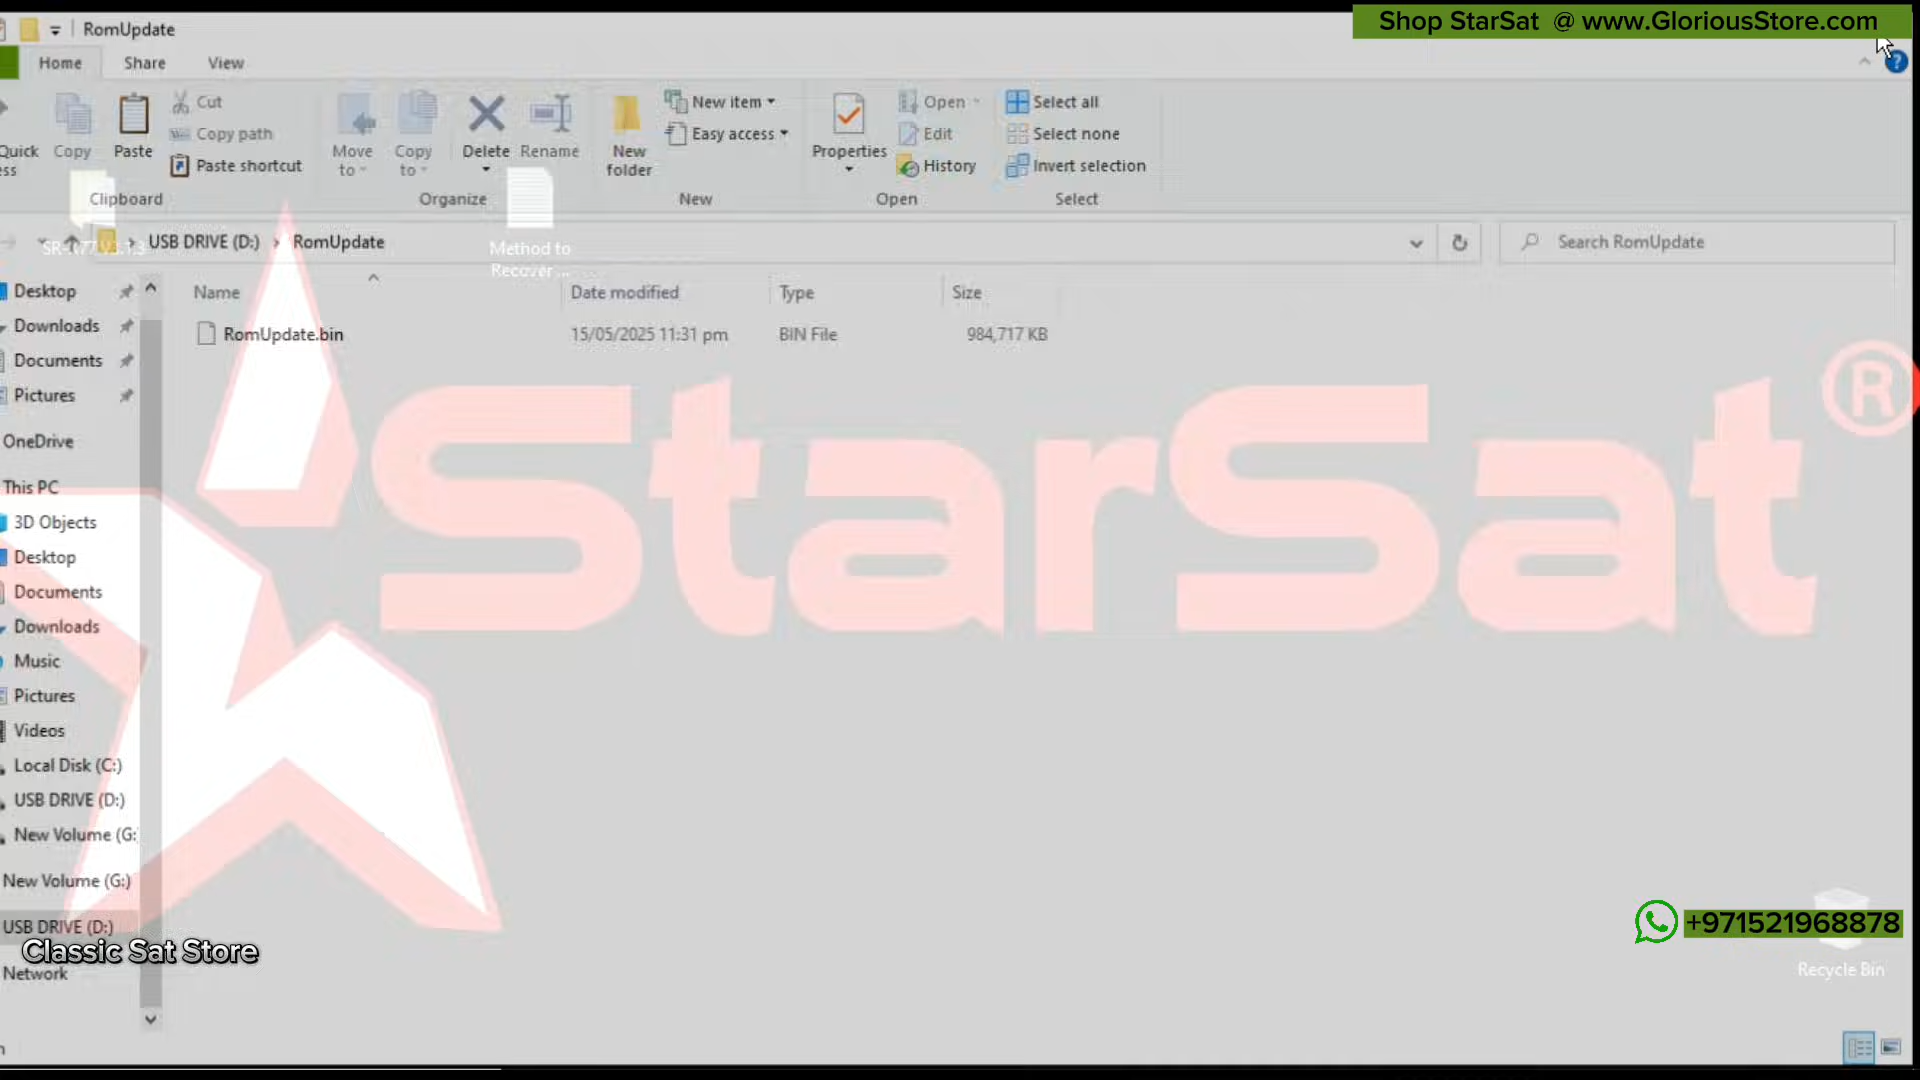 RomUpdate
Shop StarSat @ www.GloriousStore.com
Home Share View
?
Quick
Copy
Paste
Cut
Copy path
Paste shortcut
Move to
Copy to
Delete
Rename
New folder
New item
Easy access
Properties
Open
Edit
History
Select all
Select none
Invert selection
Clipboard Organize New Open Select
USB DRIVE (D:) › RomUpdate
Search RomUpdate
Method to
Recover ...
Name Date modified Type Size
RomUpdate.bin 15/05/2025 11:31 pm BIN File 984,717 KB
Desktop
Downloads
Documents
Pictures
OneDrive
This PC
3D Objects
Desktop
Documents
Downloads
Music
Pictures
Videos
Local Disk (C:)
USB DRIVE (D:)
New Volume (G:
New Volume (G:)
USB DRIVE (D:)
Network
StarSat ®
Classic Sat Store
+971521968878
Recycle Bin